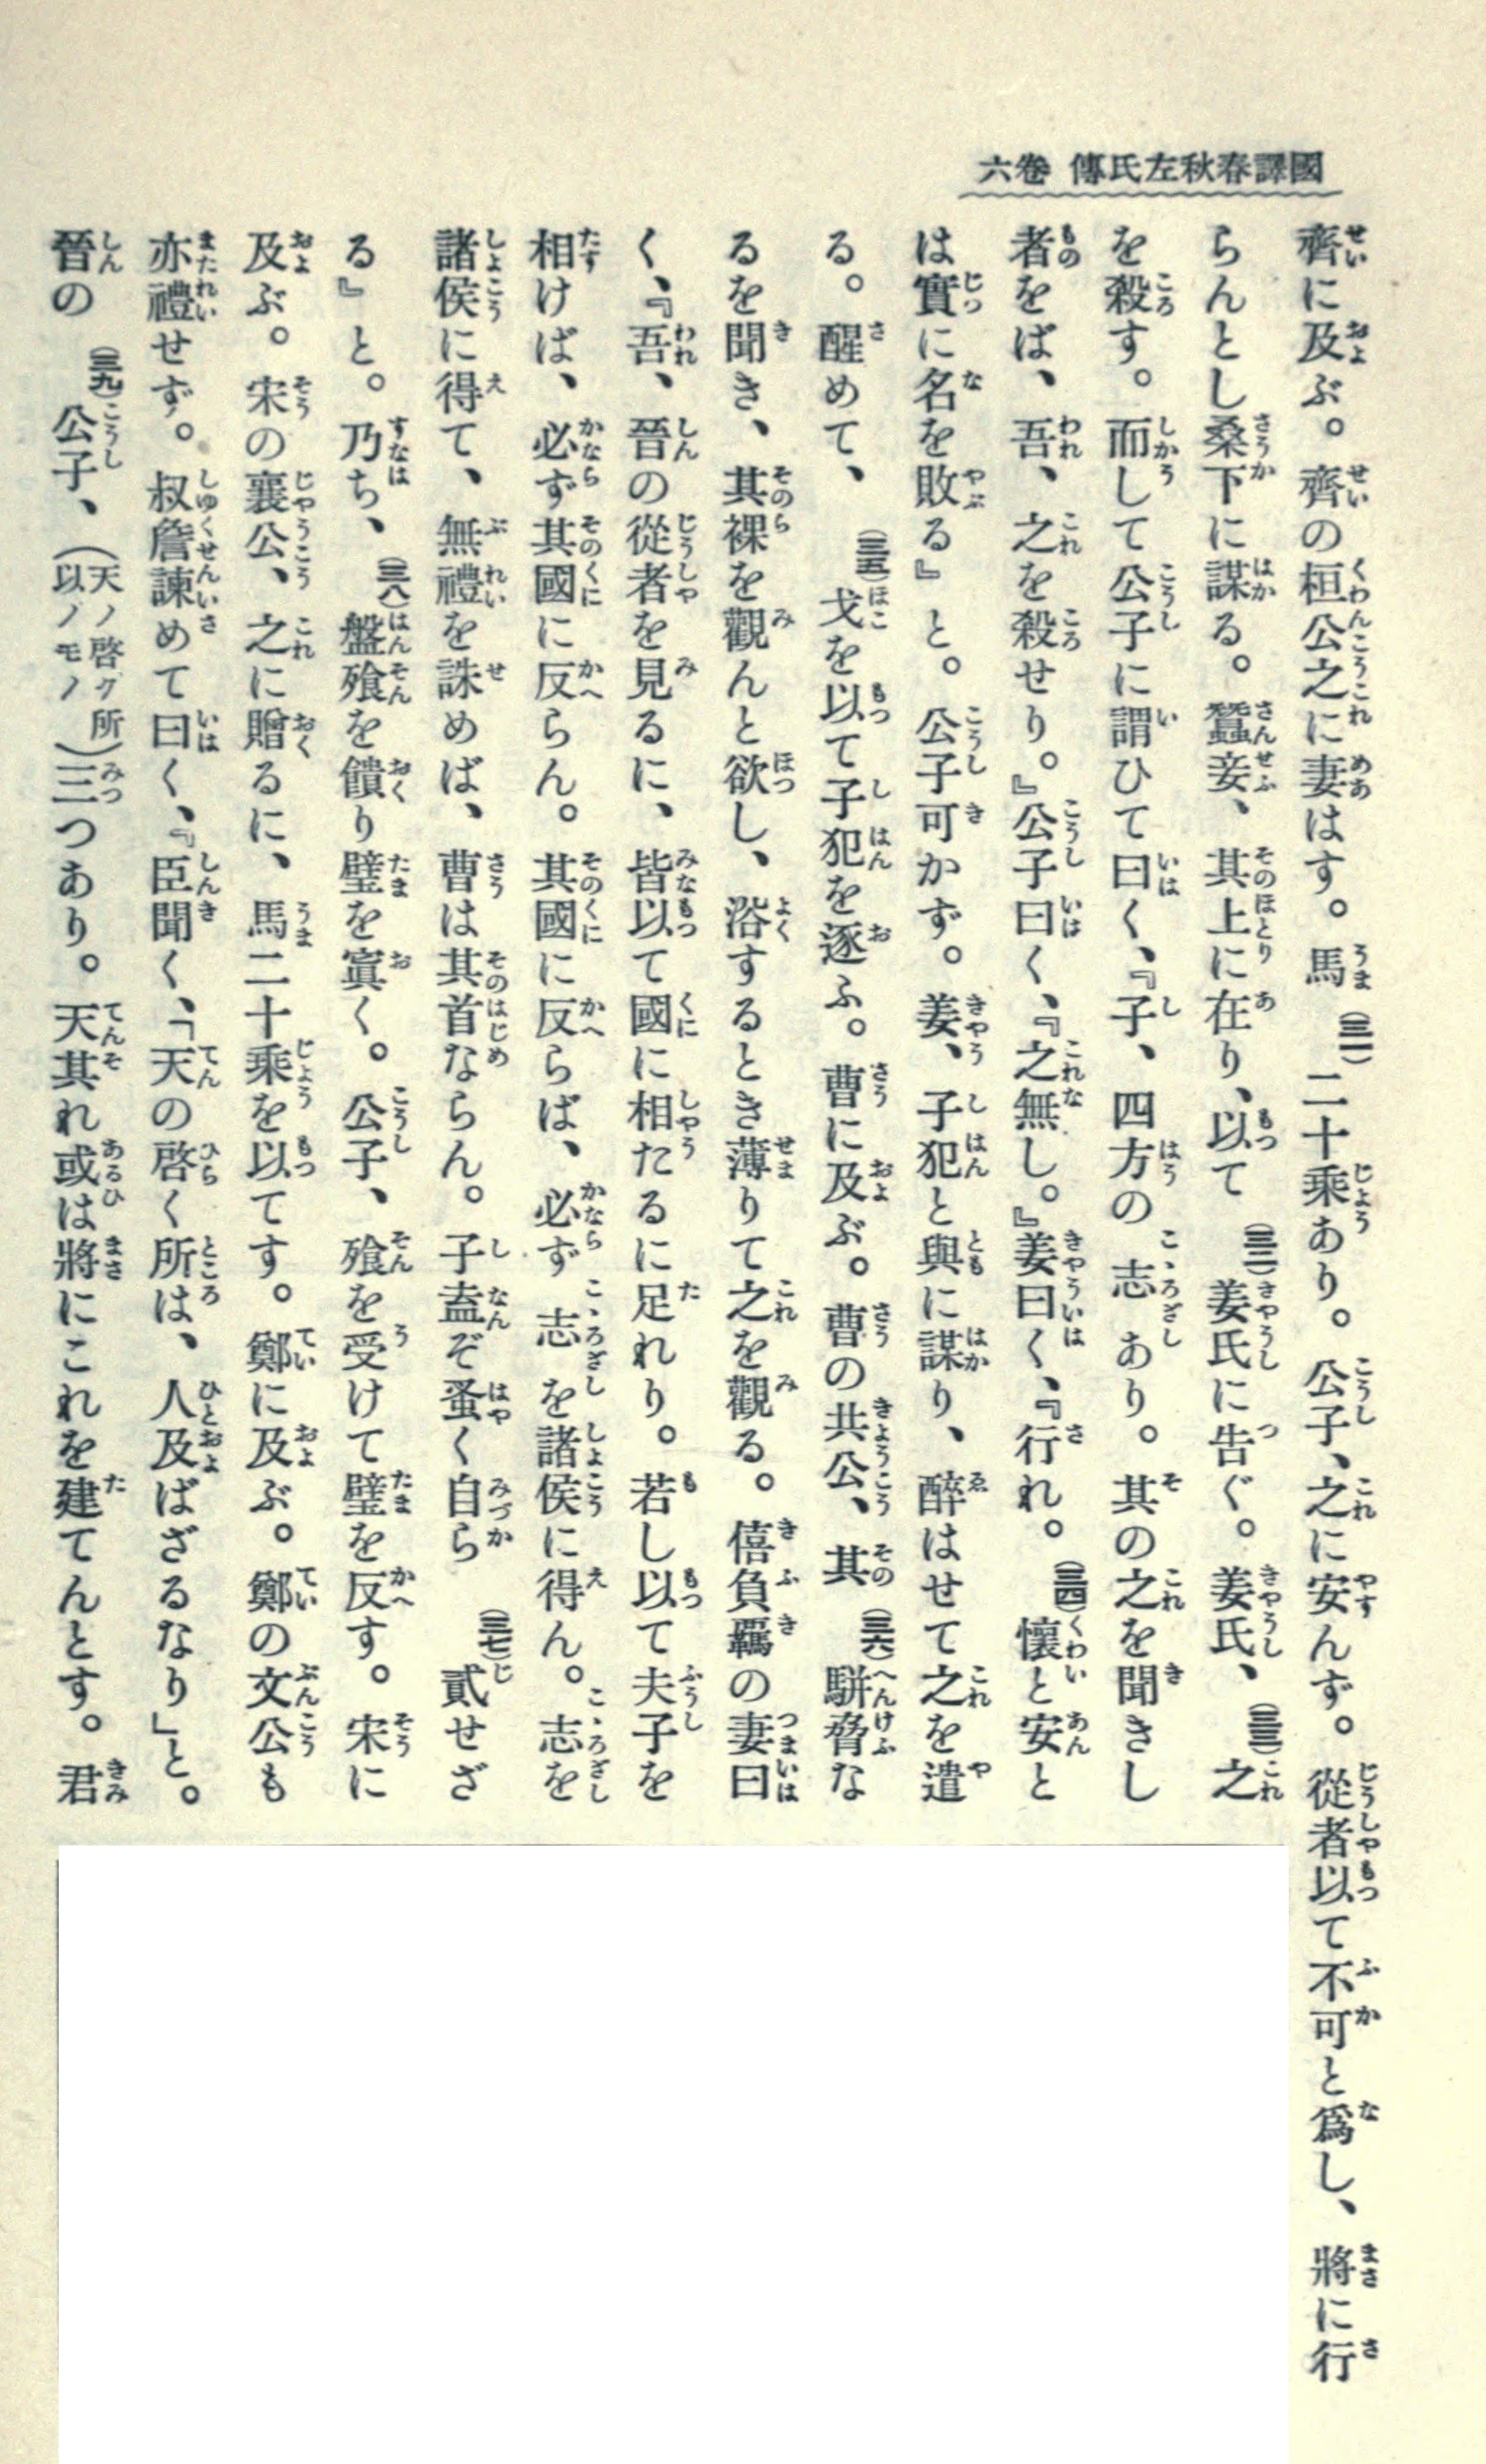 國譯春秋左氏傳 卷六
齊に及ぶ。齊の桓公之に妻はす。馬(三一)二十乘あり。公子、之に安んず。從者以て不可と爲し、將に行
らんとし桑下に謀る。蠶妾、其上に在り、以て(三二)姜氏に告ぐ。姜氏、(三三)之
を殺す。而して公子に謂ひて曰く、『子、四方の志あり。其の之を聞きし
者をば、吾、之を殺せり。』公子曰く、『之無し。』姜曰く、『行れ。(三四)懷と安と
は實に名を敗る』と。公子可かず。姜、子犯と與に謀り、醉はせて之を遣
る。醒めて、(三五)戈を以て子犯を逐ふ。曹に及ぶ。曹の共公、其(三六)駢脅な
るを聞き、其裸を觀んと欲し、浴するとき薄りて之を觀る。僖負羈の妻曰
く、『吾、晉の從者を見るに、皆以て國に相たるに足れり。若し以て夫子を
相けば、必ず其國に反らん。其國に反らば、必ず志を諸侯に得ん。志を
諸侯に得て、無禮を誅めば、曹は其首ならん。子盍ぞ蚤く自ら(三七)貳せざ
る』と。乃ち、(三八)盤飱を饋り璧を寘く。公子、飱を受けて璧を反す。宋に
及ぶ。宋の襄公、之に贈るに、馬二十乘を以てす。鄭に及ぶ。鄭の文公も
亦禮せず。叔詹諫めて曰く、『臣聞く、「天の啓く所は、人及ばざるなり」と。
晉の(三九)公子、(天ノ啓ク所以ノモノ)三つあり。天其れ或は將にこれを建てんとす。君